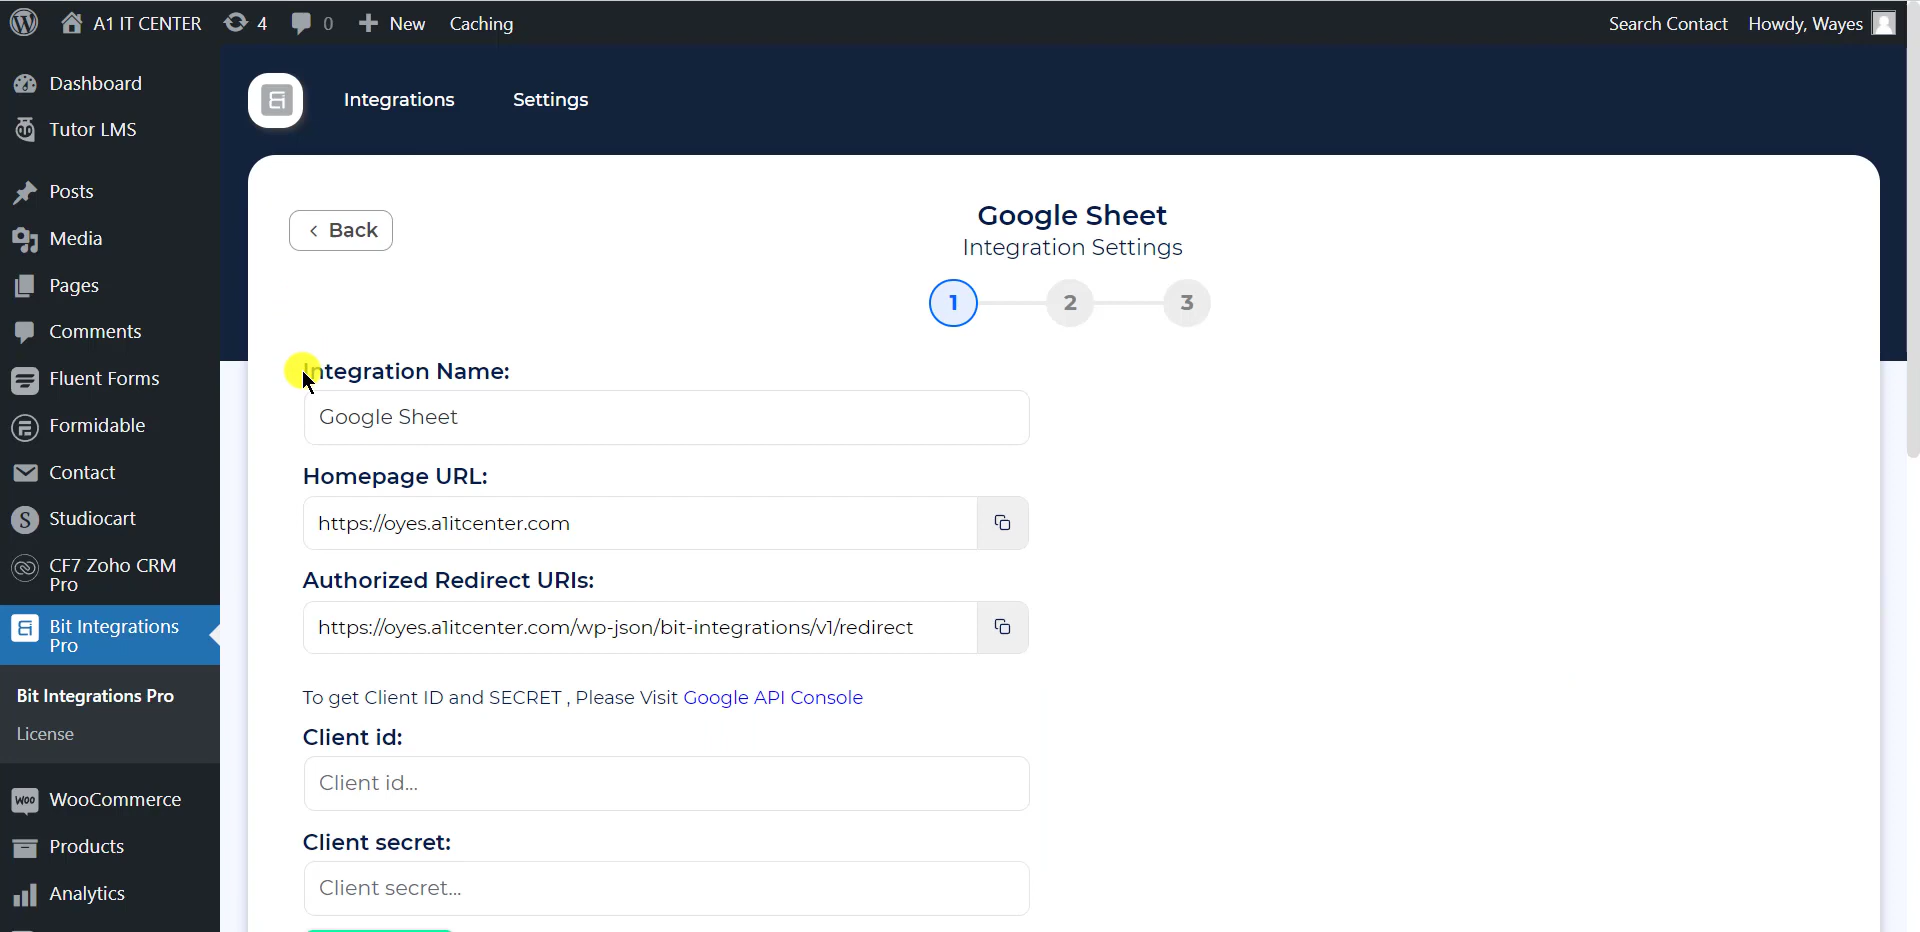 A1 IT CENTER 4 0 New Caching Search Contact Howdy, Wayes
Dashboard
Tutor LMS
Posts
Media
Pages
Comments
Fluent Forms
Formidable
Contact
Studiocart
CF7 Zoho CRM
Pro
Bit Integrations
Pro
Bit Integrations Pro
License
WooCommerce
Products
Analytics
Integrations Settings
Back
Google Sheet
Integration Settings
1 2 3
Integration Name:
Google Sheet
Homepage URL:
https://oyes.a1itcenter.com
Authorized Redirect URIs:
https://oyes.a1itcenter.com/wp-json/bit-integrations/v1/redirect
To get Client ID and SECRET , Please Visit Google API Console
Client id:
Client id...
Client secret:
Client secret...